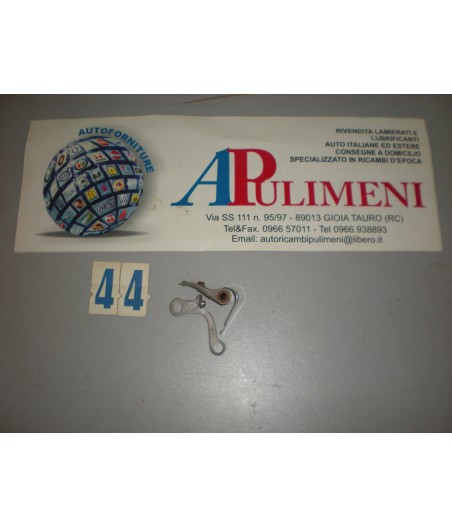 AUTOFORNITURE
RIVENDITA LAMIERATI E
LUBRIFICANTI
AUTO ITALIANE ED ESTERE
CONSEGNE A DOMICILIO
SPECIALIZZATO IN RICAMBI D'EPOCA
APULIMENI
Via SS 111 n. 95/97 - 89013 GIOIA TAURO (RC)
Tel&Fax. 0966 57011 - Tel 0966.938893
Email: autoricambipulimeni@libero.it
44